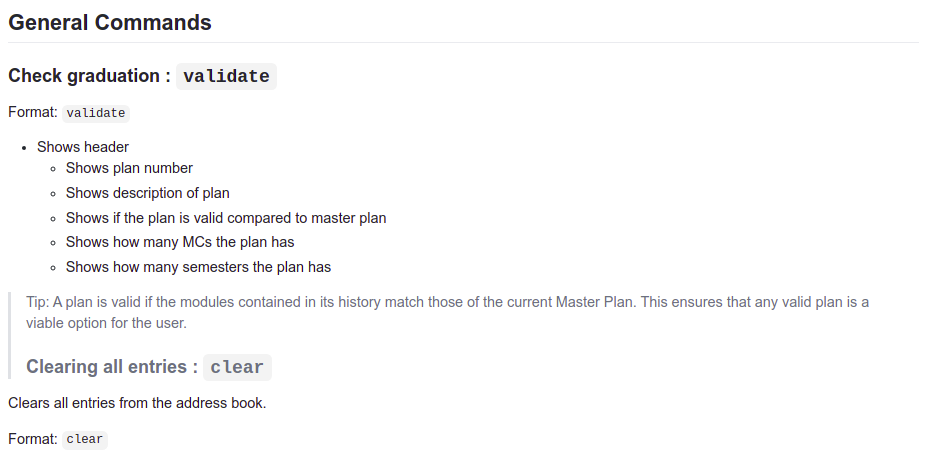 General Commands
Check graduation : validate
Format: validate
Shows header
Shows plan number
Shows description of plan
Shows if the plan is valid compared to master plan
Shows how many MCs the plan has
Shows how many semesters the plan has
Tip: A plan is valid if the modules contained in its history match those of the current Master Plan. This ensures that any valid plan is a
viable option for the user.
Clearing all entries : clear
Clears all entries from the address book.
Format: clear